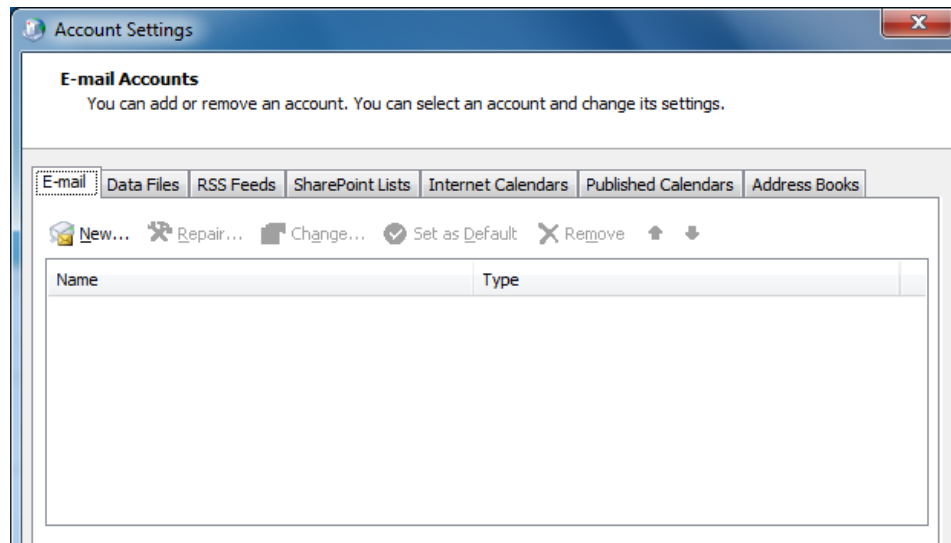 Account Settings
E-mail Accounts
You can add or remove an account. You can select an account and change its settings.
E-mail Data Files RSS Feeds SharePoint Lists Internet Calendars Published Calendars Address Books
New... Repair... Change... Set as Default Remove
Name Type